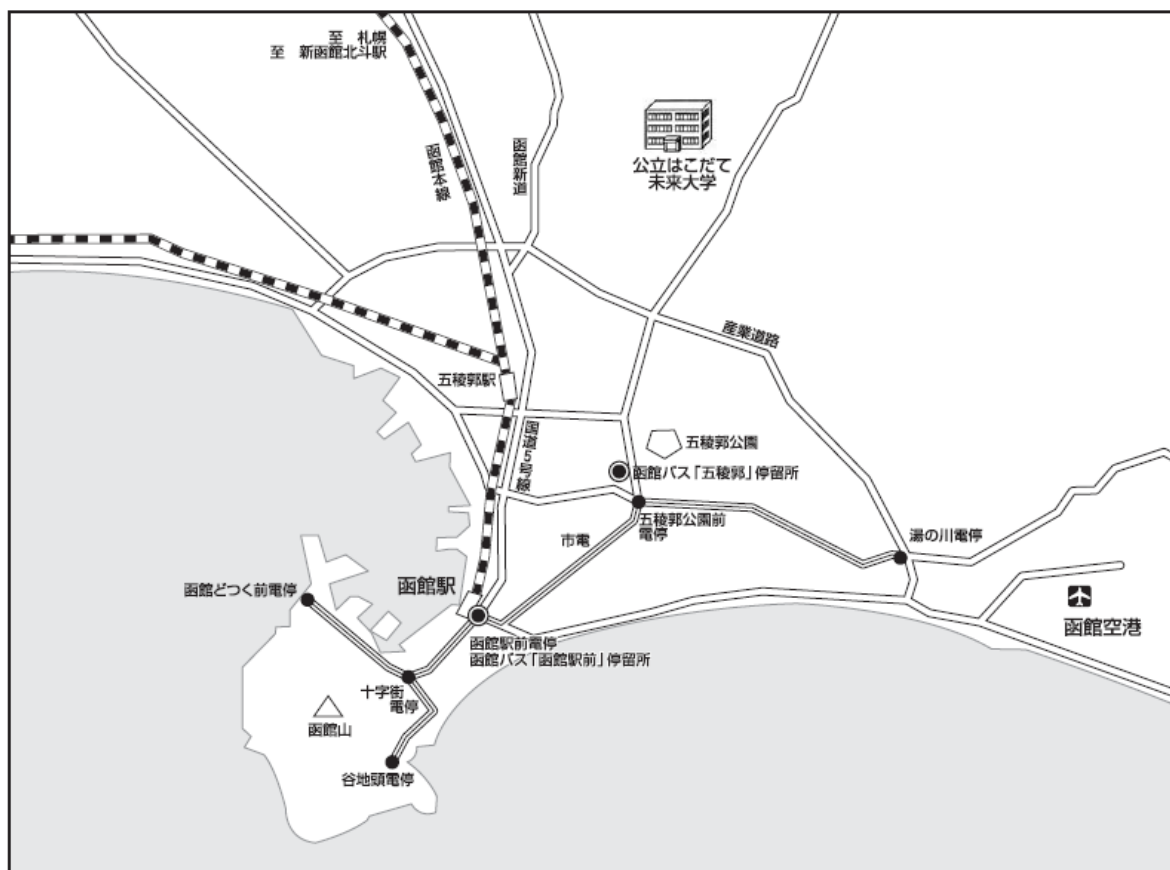 至 札幌
至 新函館北斗駅
函館本線
函館新道
公立はこだて
未来大学
産業道路
五稜郭駅
国道5号線
五稜郭公園
函館バス「五稜郭」停留所
五稜郭公園前
電停
市電
湯の川電停
函館どつく前電停
函館駅
函館空港
函館駅前電停
函館バス「函館駅前」停留所
十字街
電停
函館山
谷地頭電停